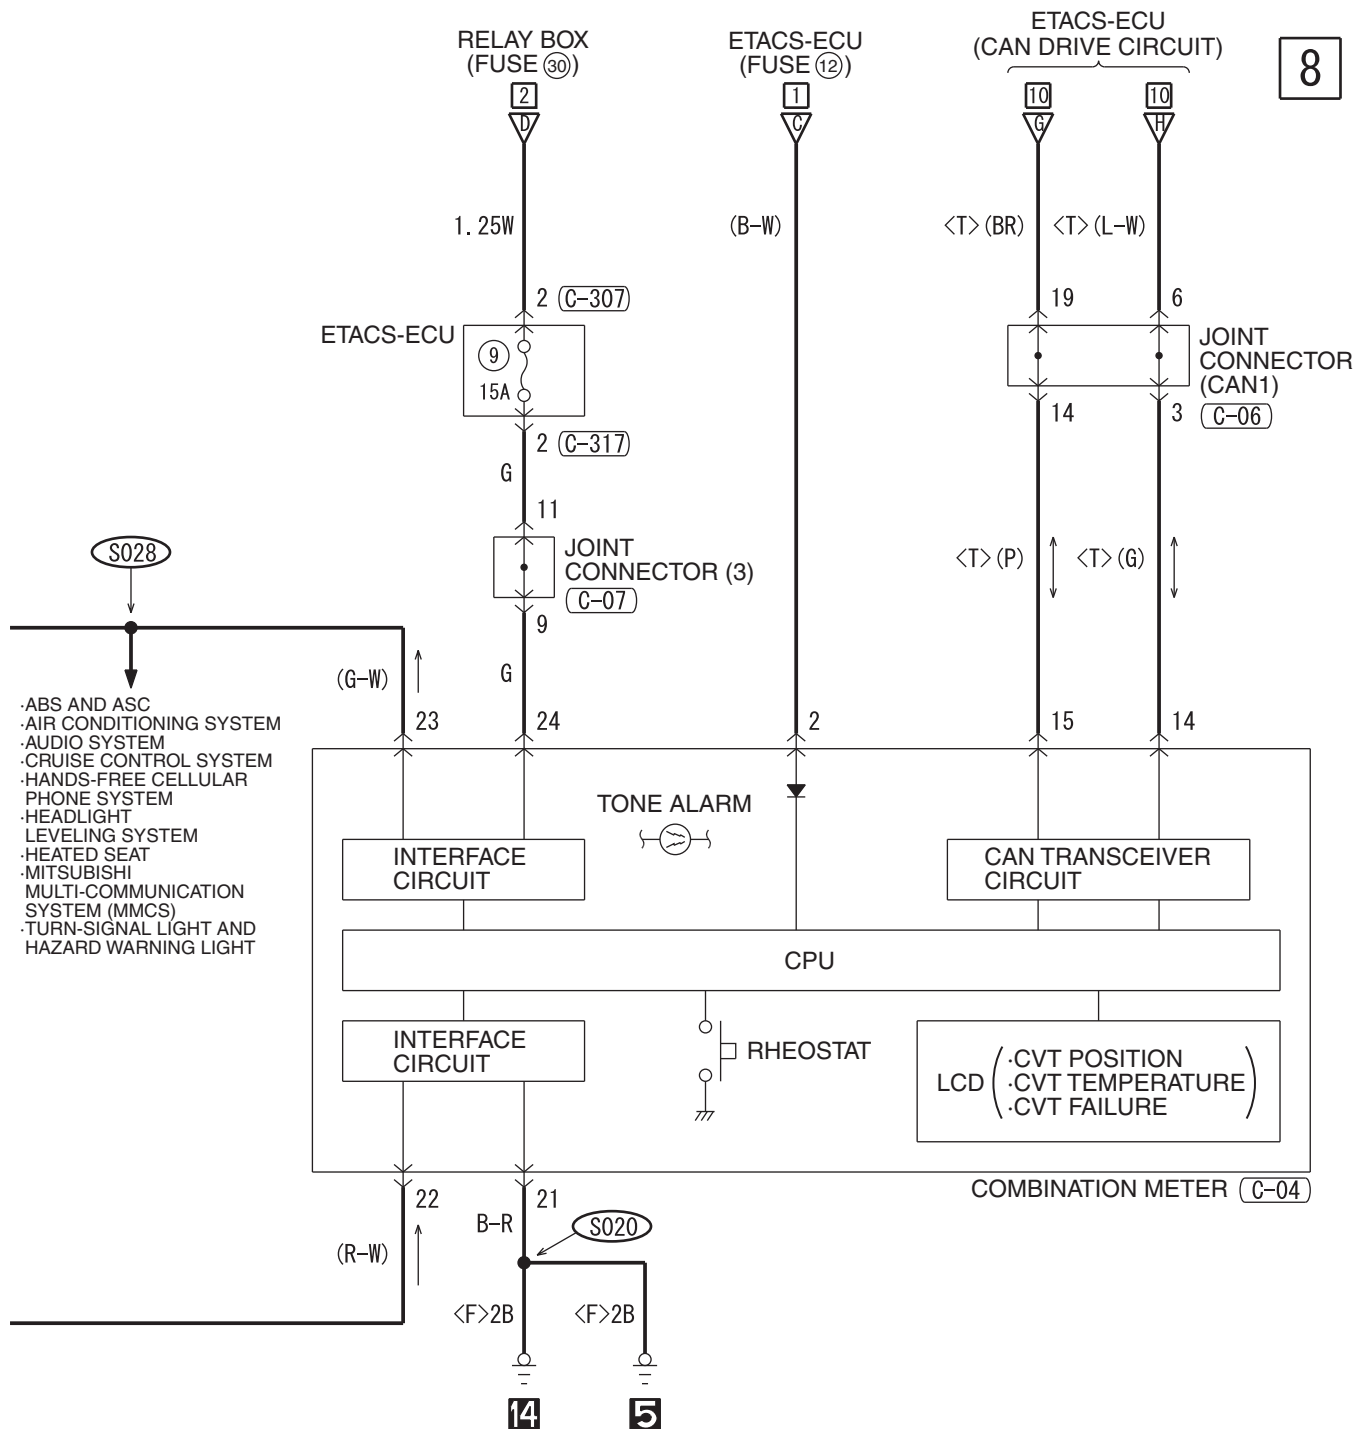 RELAY BOX
(FUSE 30)
ETACS-ECU
(FUSE 12)
ETACS-ECU
(CAN DRIVE CIRCUIT)
8
2
1
10
10
D
C
G
H
1.25W
(B-W)
<T>(BR)
<T>(L-W)
2 C-307
19
6
ETACS-ECU
9
15A
JOINT
CONNECTOR
(CAN1)
C-06
2 C-317
14
3
G
11
JOINT
CONNECTOR (3)
C-07
9
<T>(P)
<T>(G)
S028
(G-W)
G
·ABS AND ASC
·AIR CONDITIONING SYSTEM
·AUDIO SYSTEM
·CRUISE CONTROL SYSTEM
·HANDS-FREE CELLULAR
PHONE SYSTEM
·HEADLIGHT
LEVELING SYSTEM
·HEATED SEAT
·MITSUBISHI
MULTI-COMMUNICATION
SYSTEM (MMCS)
·TURN-SIGNAL LIGHT AND
HAZARD WARNING LIGHT
23
24
2
15
14
TONE ALARM
INTERFACE
CIRCUIT
CAN TRANSCEIVER
CIRCUIT
CPU
INTERFACE
CIRCUIT
RHEOSTAT
LCD
·CVT POSITION
·CVT TEMPERATURE
·CVT FAILURE
COMBINATION METER C-04
22
21
B-R
S020
(R-W)
<F>2B
<F>2B
14
5